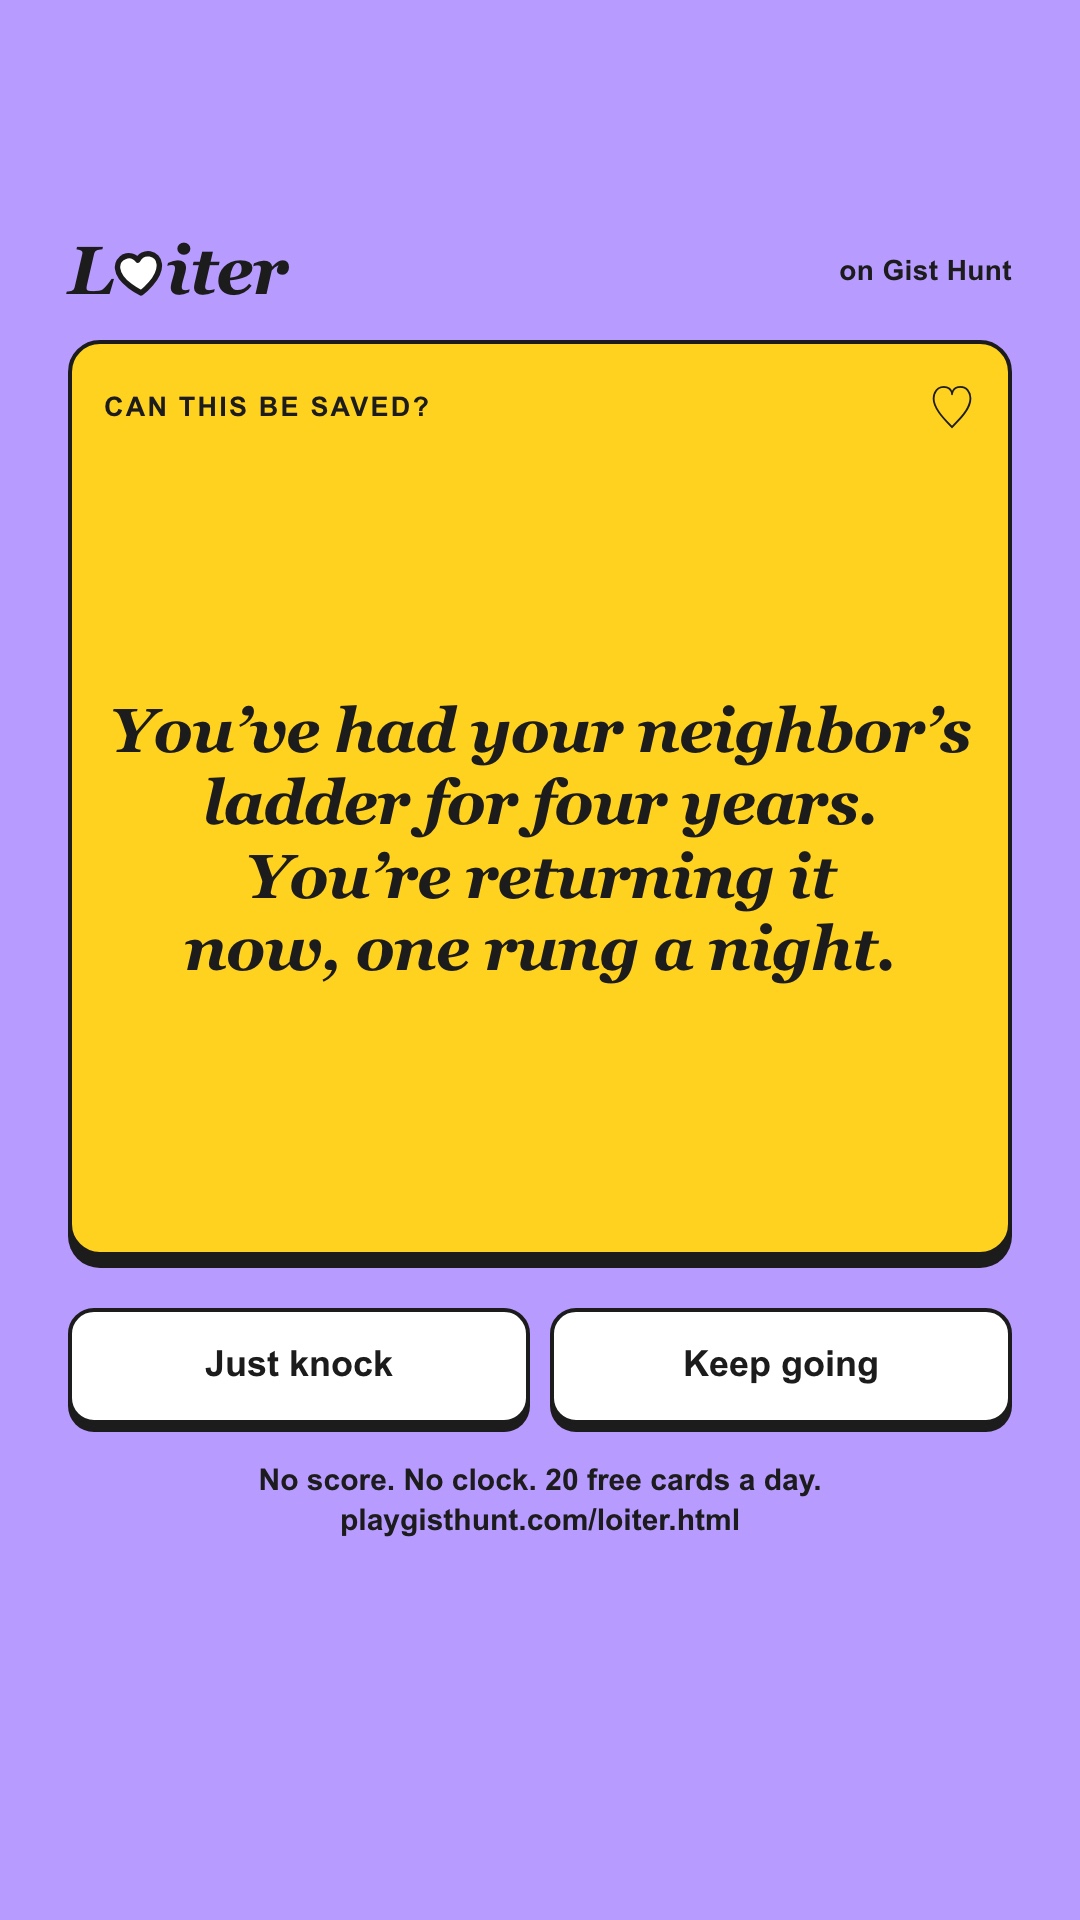 Loiter
on Gist Hunt
CAN THIS BE SAVED?
You’ve had your neighbor’s
ladder for four years.
You’re returning it
now, one rung a night.
Just knock
Keep going
No score. No clock. 20 free cards a day.
playgisthunt.com/loiter.html